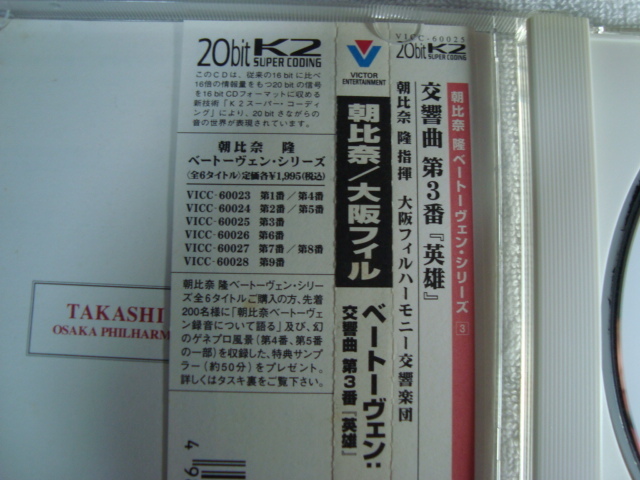 20bit K2
SUPER CODING
このCDは、従来の16bitに比べ
16倍の情報量をもつ20bitの信号
を16bit CDフォーマットに収める
新技術「K2スーパー・コーディ
ング」により、20bitさながらの
音の世界が表現されています。
朝比奈 隆
ベートーヴェン・シリーズ
〈全6タイトル〉定価各¥1,995(税込)
VICC-60023 第1番/第4番
VICC-60024 第2番/第5番
VICC-60025 第3番
VICC-60026 第6番
VICC-60027 第7番/第8番
VICC-60028 第9番
朝比奈 隆ベートーヴェン・シリー
ズ全6タイトルご購入の方、先着
200名様に「朝比奈ベートーヴェ
ン録音について語る」及び、幻
のゲネプロ風景(第4番、第5番
の一部)を収録した、特典サンプ
ラー(約50分)をプレゼント。
詳しくはタスキ裏をご覧下さい。
4
TAKASHI
OSAKA PHILHARM
VICTOR
ENTERTAINMENT
朝比奈/大阪フィル
ベートーヴェン:
交響曲 第3番『英雄』
VICC-60025
20bit K2
SUPER CODING
朝比奈 隆 ベートーヴェン・シリーズ 3
交響曲 第3番『英雄』
朝比奈 隆 指揮 大阪フィルハーモニー交響楽団